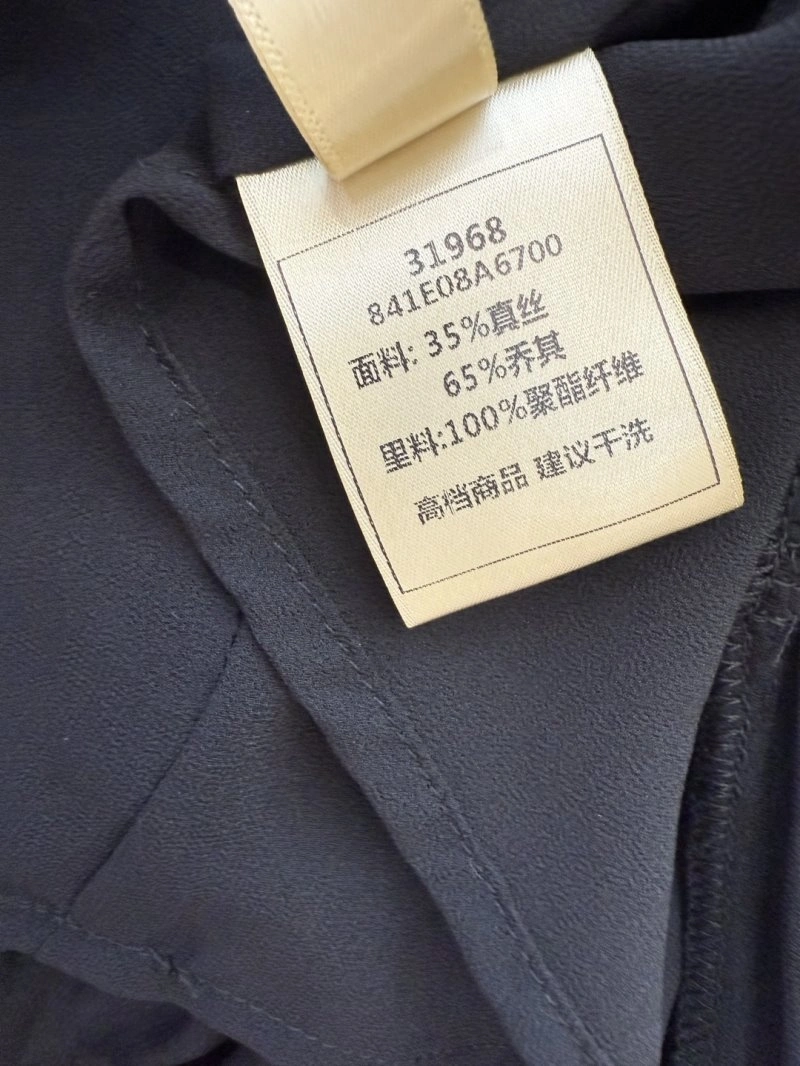 31968
841E08A6700
面料: 35%真丝
65%乔其
里料:100%聚酯纤维
高档商品 建议干洗